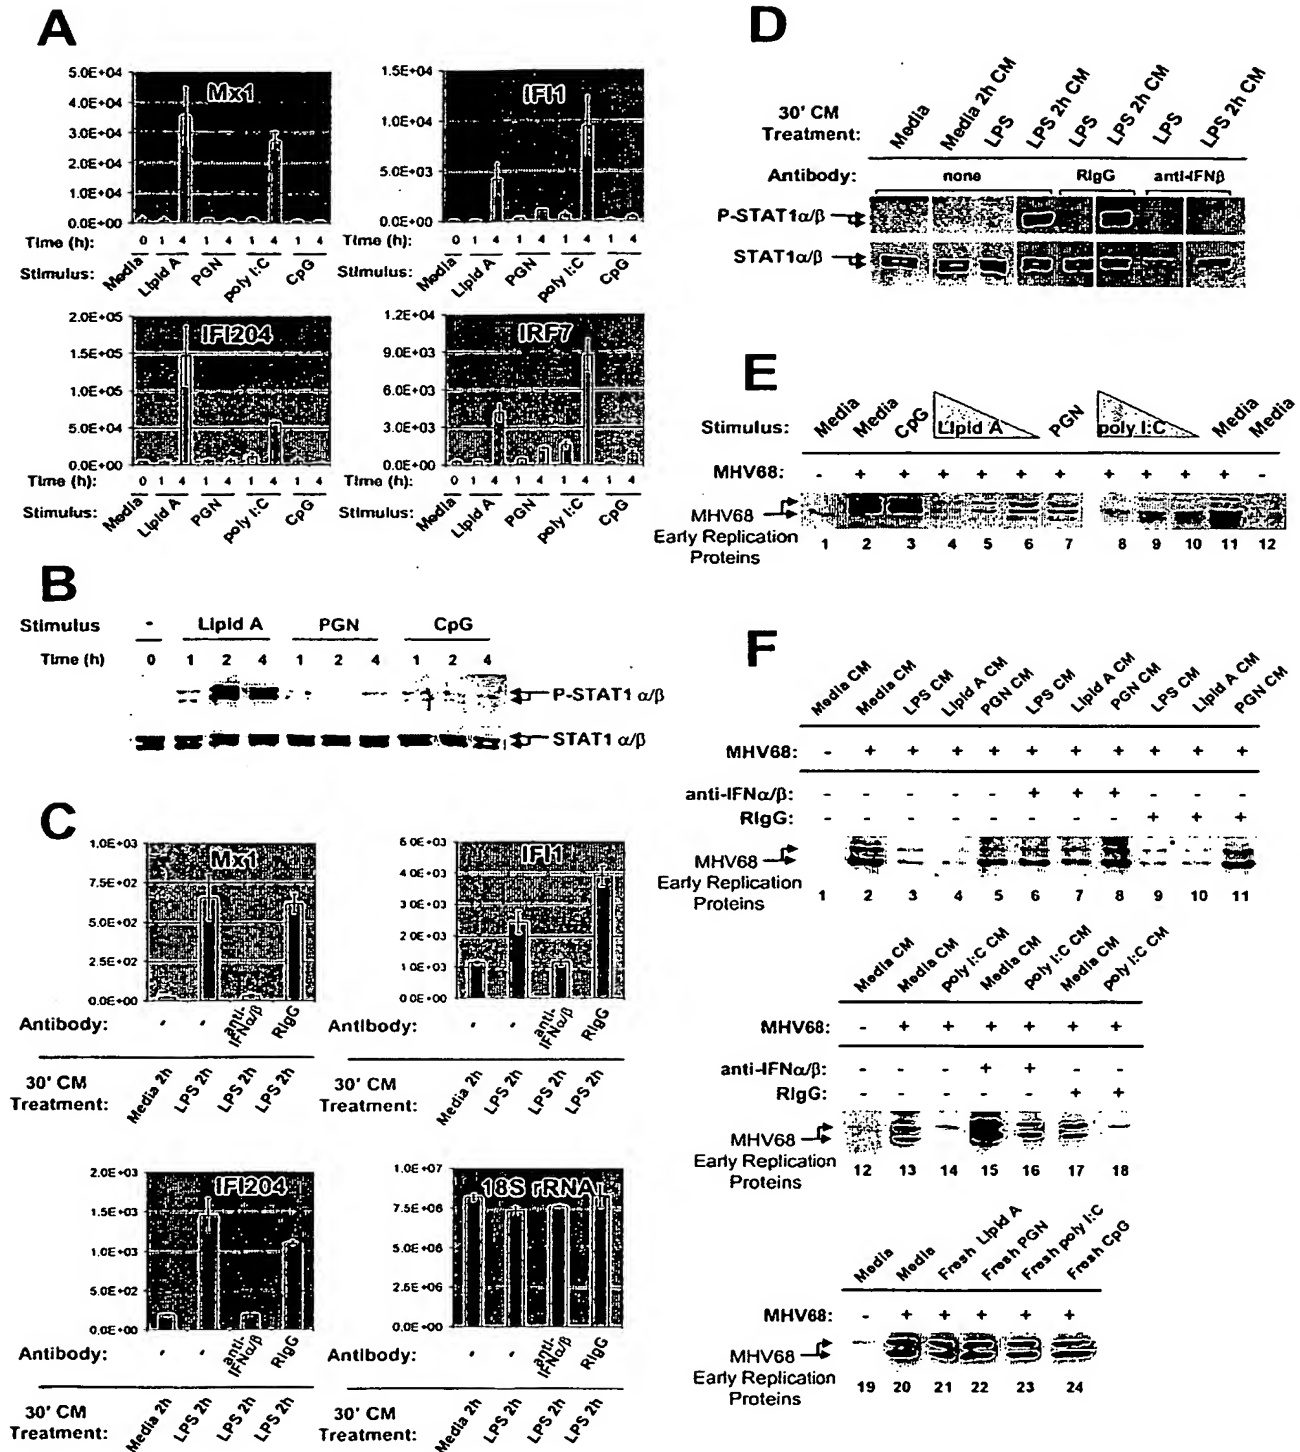 A
Mx1
5.0E+04
4.0E+04
3.0E+04
2.0E+04
1.0E+04
0.0E+00
Time (h): 0 1 4 1 4 1 4 1 4
Stimulus: Media Lipid A PGN poly I:C CpG
IFI1
1.5E+04
1.0E+04
5.0E+03
0.0E+00
Time (h): 0 1 4 1 4 1 4 1 4
Stimulus: Media Lipid A PGN poly I:C CpG
IFI204
2.0E+05
1.5E+05
1.0E+05
5.0E+04
0.0E+00
Time (h): 0 1 4 1 4 1 4 1 4
Stimulus: Media Lipid A PGN poly I:C CpG
IRF7
1.2E+04
9.0E+03
6.0E+03
3.0E+03
0.0E+00
Time (h): 0 1 4 1 4 1 4 1 4
Stimulus: Media Lipid A PGN poly I:C CpG
B
Stimulus - Lipid A PGN CpG
Time (h) 0 1 2 4 1 2 4 1 2 4
P-STAT1 α/β
STAT1 α/β
C
Mx1
1.0E+03
7.5E+02
5.0E+02
2.5E+02
0.0E+00
Antibody: - - anti-IFNα/β RIgG
30' CM Treatment: Media 2h LPS 2h LPS 2h LPS 2h
IFI1
5 0E+03
4 0E+03
3 0E+03
2 0E+03
1 0E+03
0 0E+00
Antibody: - - anti-IFNα/β RIgG
30' CM Treatment: Media 2h LPS 2h LPS 2h LPS 2h
IFI204
2.0E+03
1.5E+03
1.0E+03
5.0E+02
0.0E+00
Antibody: - - anti-IFNα/β RIgG
30' CM Treatment: Media 2h LPS 2h LPS 2h LPS 2h
18S rRNA
1.0E+07
7.5E+06
5.0E+06
2.5E+06
0.0E+00
Antibody: - - anti-IFNα/β RIgG
30' CM Treatment: Media 2h LPS 2h LPS 2h LPS 2h
D
30' CM Treatment: Media Media 2h CM LPS LPS 2h CM LPS LPS 2h CM LPS LPS 2h CM
Antibody: none RIgG anti-IFNβ
P-STAT1α/β
STAT1α/β
E
Stimulus: Media Media CpG Lipid A PGN poly I:C Media Media
MHV68: - + + + + + + + + + + -
MHV68
Early Replication
Proteins
1 2 3 4 5 6 7 8 9 10 11 12
F
Media CM Media CM LPS CM Lipid A CM PGN CM LPS CM Lipid A CM PGN CM LPS CM Lipid A CM PGN CM
MHV68: - + + + + + + + + + +
anti-IFNα/β: - - - - - + + + - - -
RIgG: - - - - - - - - + + +
MHV68
Early Replication
Proteins
1 2 3 4 5 6 7 8 9 10 11
Media CM Media CM poly I:C CM Media CM poly I:C CM Media CM poly I:C CM
MHV68: - + + + + + +
anti-IFNα/β: - - - + + - -
RIgG: - - - - - + +
MHV68
Early Replication
Proteins
12 13 14 15 16 17 18
Media Media Fresh Lipid A Fresh PGN Fresh poly I:C Fresh CpG
MHV68: - + + + + +
MHV68
Early Replication
Proteins
19 20 21 22 23 24